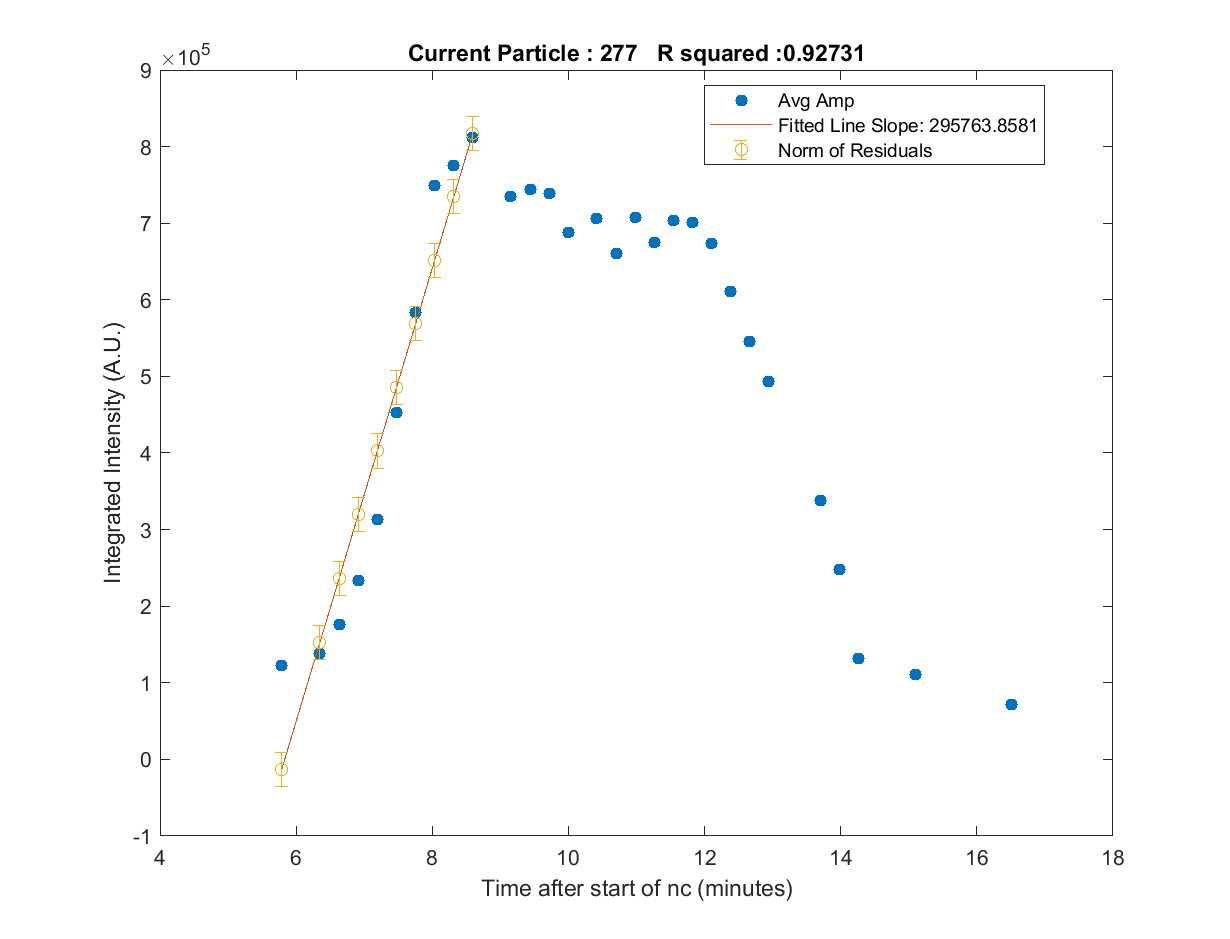 Current Particle : 277 R squared :0.92731
×10^5
9
8
7
6
5
4
3
2
1
0
-1
4 6 8 10 12 14 16 18
Integrated Intensity (A.U.)
Time after start of nc (minutes)
Avg Amp
Fitted Line Slope: 295763.8581
Norm of Residuals